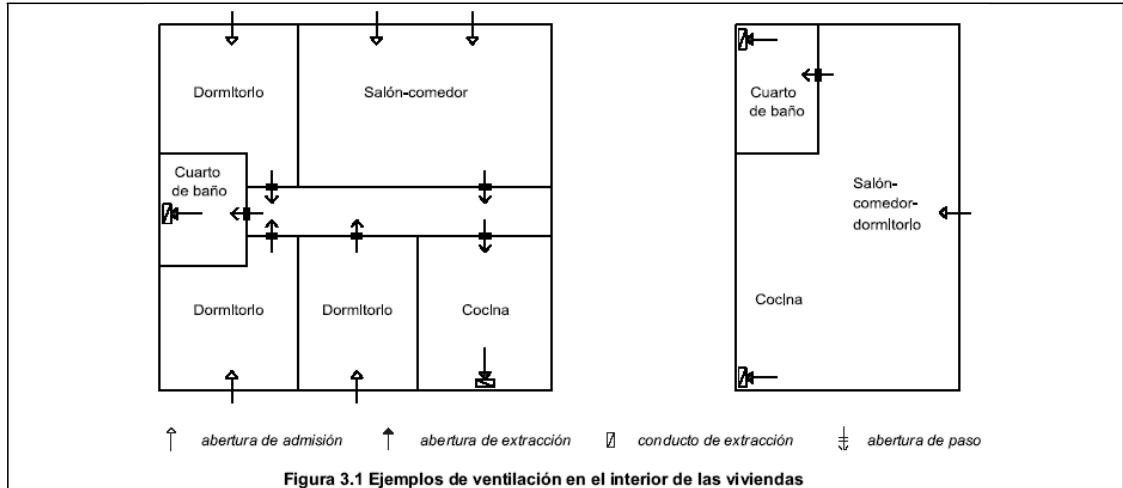 Dormitorio
Salón-comedor
Cuarto
de baño
Dormitorio
Dormitorio
Cocina
Cuarto
de baño
Salón-
comedor-
dormitorio
Cocina
abertura de admisión
abertura de extracción
conducto de extracción
abertura de paso
Figura 3.1 Ejemplos de ventilación en el interior de las viviendas